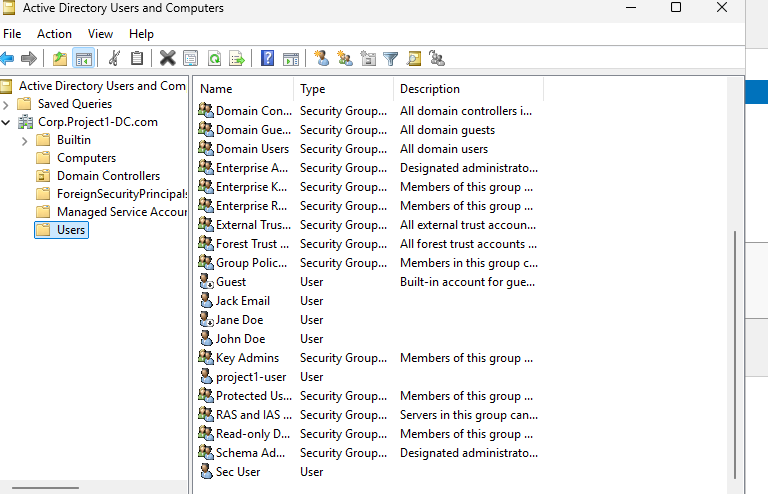 Active Directory Users and Computers
File Action View Help
Active Directory Users and Com
Saved Queries
Corp.Project1-DC.com
Builtin
Computers
Domain Controllers
ForeignSecurityPrincipals
Managed Service Accour
Users
Name Type Description
Domain Con... Security Group... All domain controllers i...
Domain Gue... Security Group... All domain guests
Domain Users Security Group... All domain users
Enterprise A... Security Group... Designated administrato...
Enterprise K... Security Group... Members of this group ...
Enterprise R... Security Group... Members of this group ...
External Trus... Security Group... All external trust accoun...
Forest Trust ... Security Group... All forest trust accounts ...
Group Polic... Security Group... Members in this group c...
Guest User Built-in account for gue...
Jack Email User
Jane Doe User
John Doe User
Key Admins Security Group... Members of this group ...
project1-user User
Protected Us... Security Group... Members of this group ...
RAS and IAS ... Security Group... Servers in this group can...
Read-only D... Security Group... Members of this group ...
Schema Ad... Security Group... Designated administrato...
Sec User User